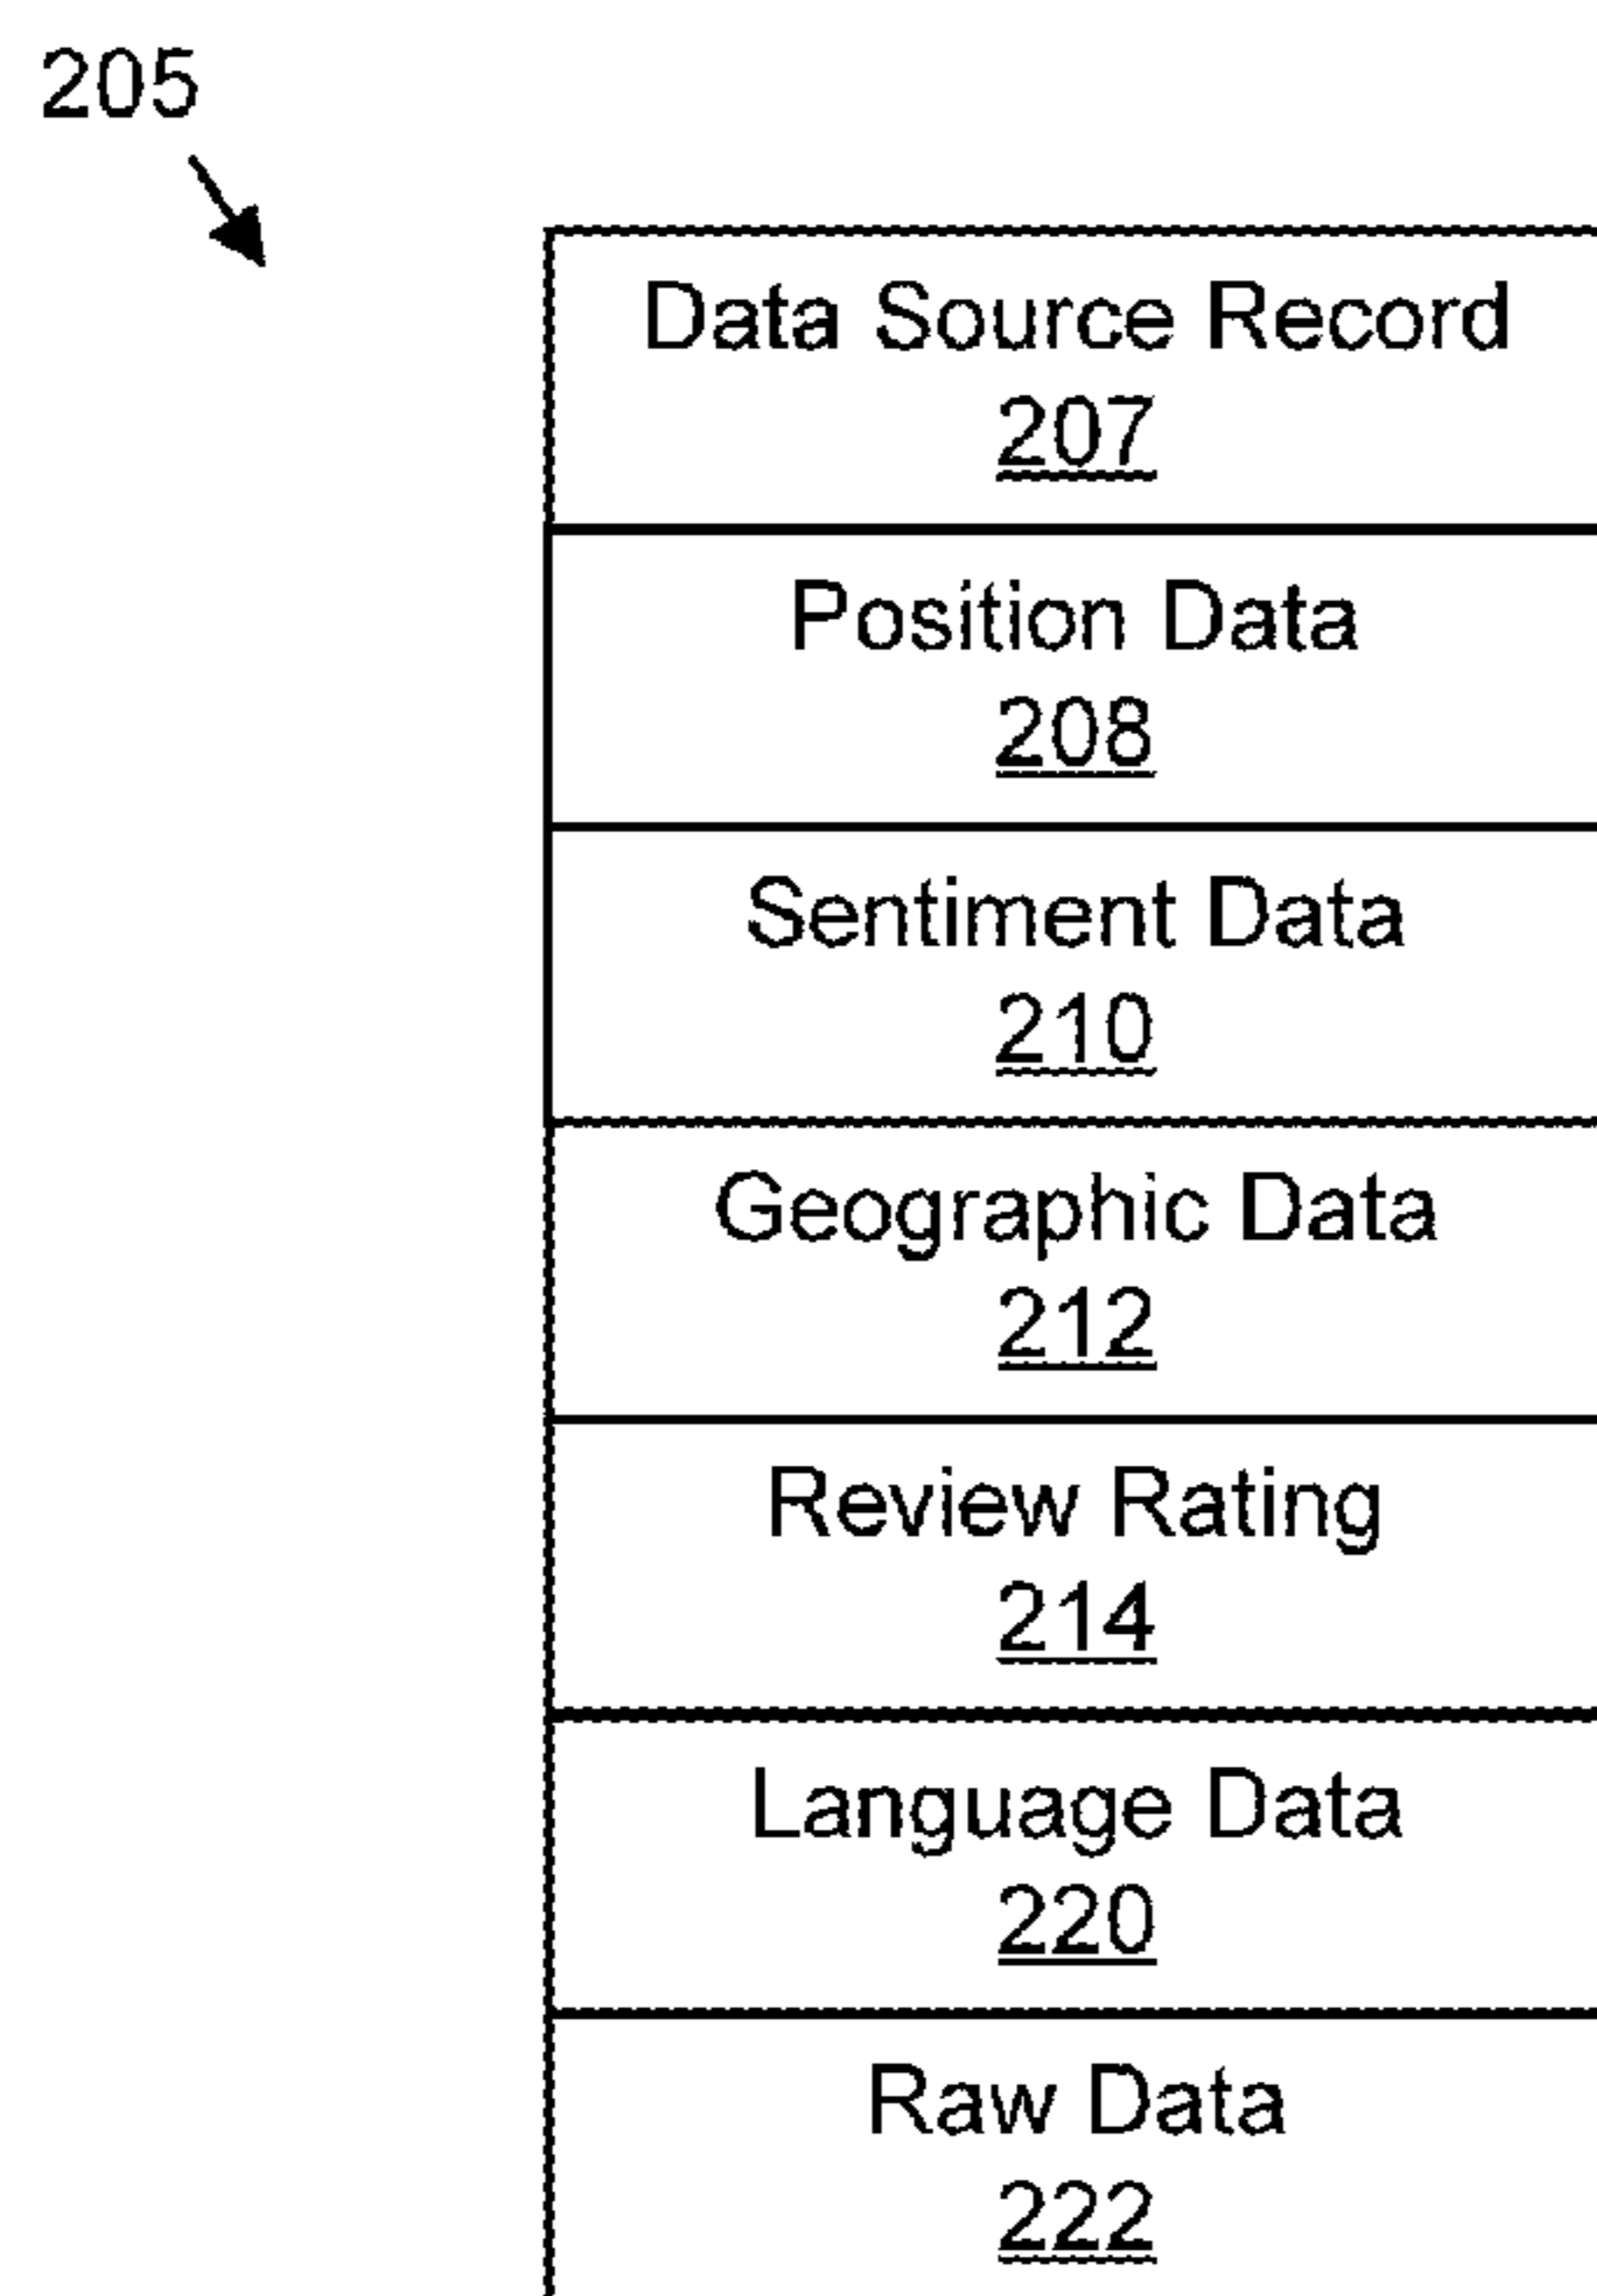 205
Data Source Record
207
Position Data
208
Sentiment Data
210
Geographic Data
212
Review Rating
214
Language Data
220
Raw Data
222